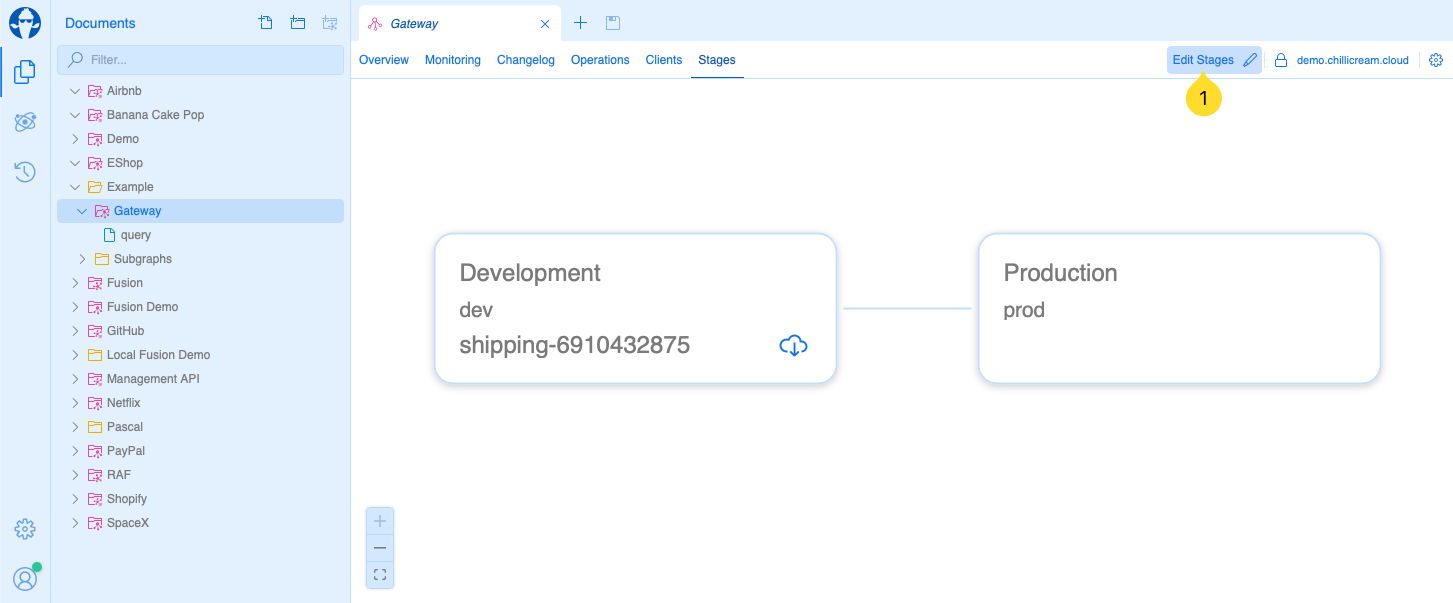 Documents
Filter...
Airbnb
Banana Cake Pop
Demo
EShop
Example
Gateway
query
Subgraphs
Fusion
Fusion Demo
GitHub
Local Fusion Demo
Management API
Netflix
Pascal
PayPal
RAF
Shopify
SpaceX
Gateway
Overview Monitoring Changelog Operations Clients Stages Edit Stages demo.chillicream.cloud
1
Development
dev
shipping-6910432875
Production
prod